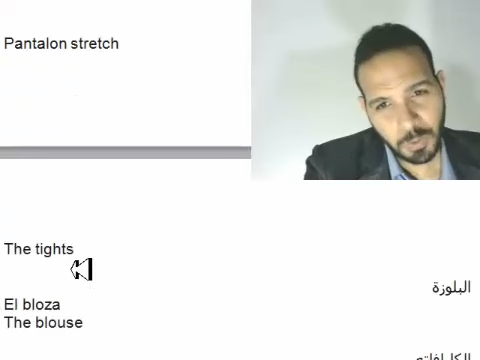 Pantalon stretch
The tights
البلوزة
El bloza
The blouse